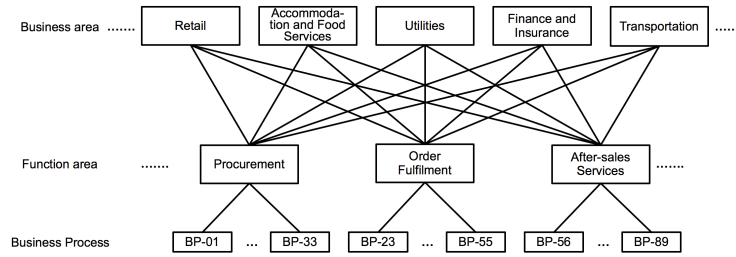 Business area ....... Retail Accommoda-
tion and Food
Services Utilities Finance and
Insurance Transportation .....
Function area ....... Procurement Order
Fulfilment After-sales
Services .......
Business Process BP-01 ... BP-33 BP-23 ... BP-55 BP-56 ... BP-89